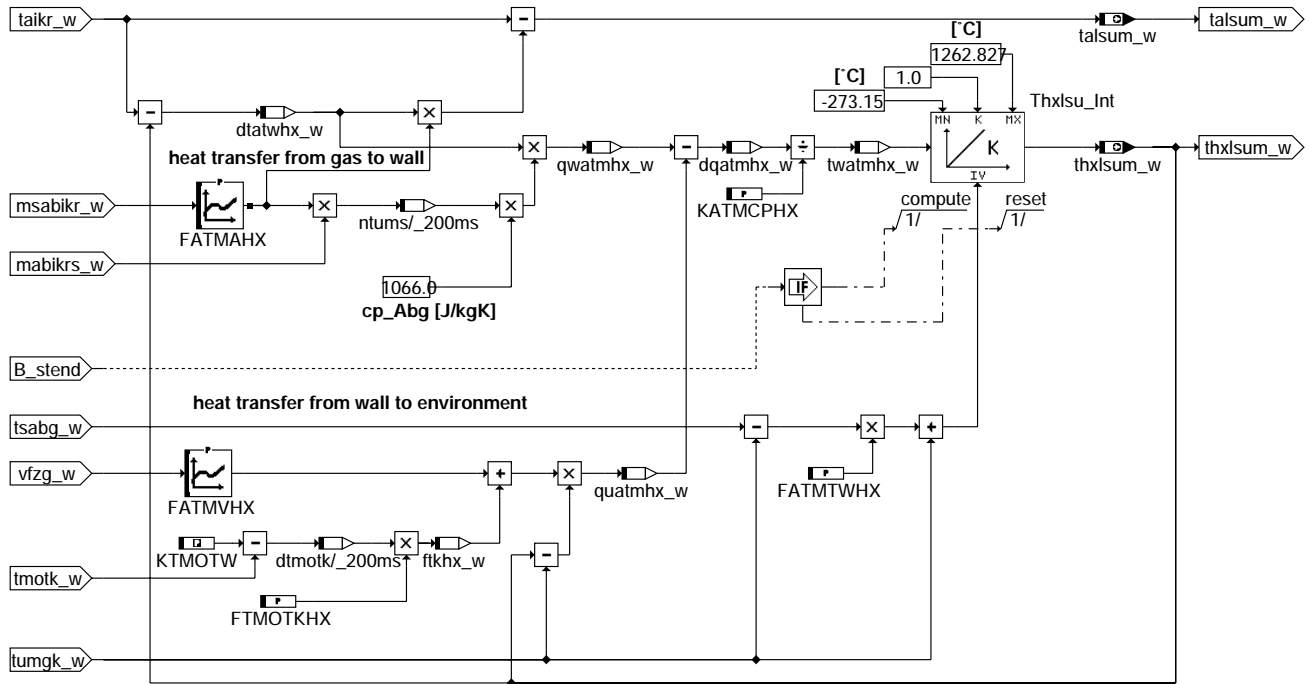 taikr_w
talsum_w
talsum_w
[°C]
1262.827
[°C]
1.0
-273.15
Thxlsu_Int
MN
K
MX
K
IV
dtatwhx_w
heat transfer from gas to wall
qwatmhx_w
dqatmhx_w
twatmhx_w
thxlsum_w
thxlsum_w
KATMCPHX
P
compute
1/
reset
1/
msabikr_w
P
FATMAHX
ntums/_200ms
mabikrs_w
1066.0
cp_Abg [J/kgK]
IF
B_stend
heat transfer from wall to environment
tsabg_w
P
FATMTWHX
vfzg_w
P
FATMVHX
quatmhx_w
KTMOTW
dtmotk/_200ms
ftkhx_w
tmotk_w
P
FTMOTKHX
tumgk_w